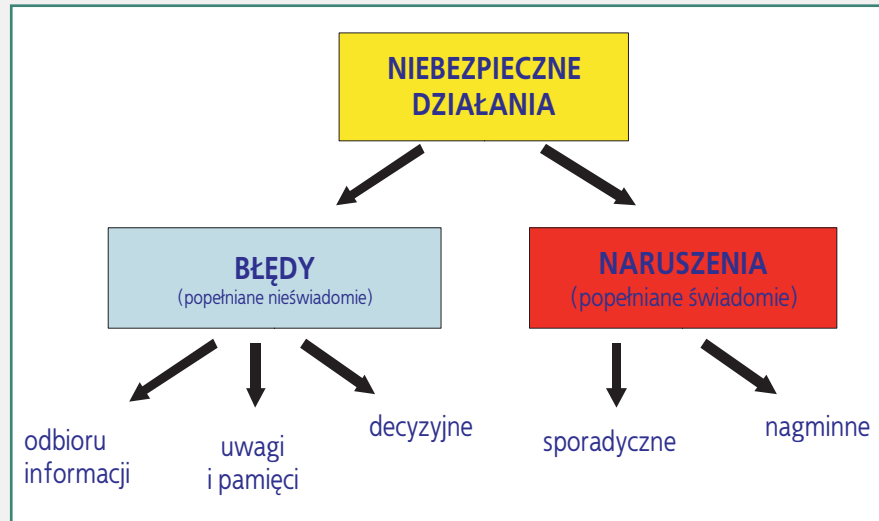 NIEBEZPIECZNE
DZIAŁANIA
BŁĘDY
(popełniane nieświadomie)
NARUSZENIA
(popełniane świadomie)
odbioru
informacji
uwagi
i pamięci
decyzyjne
sporadyczne
nagminne